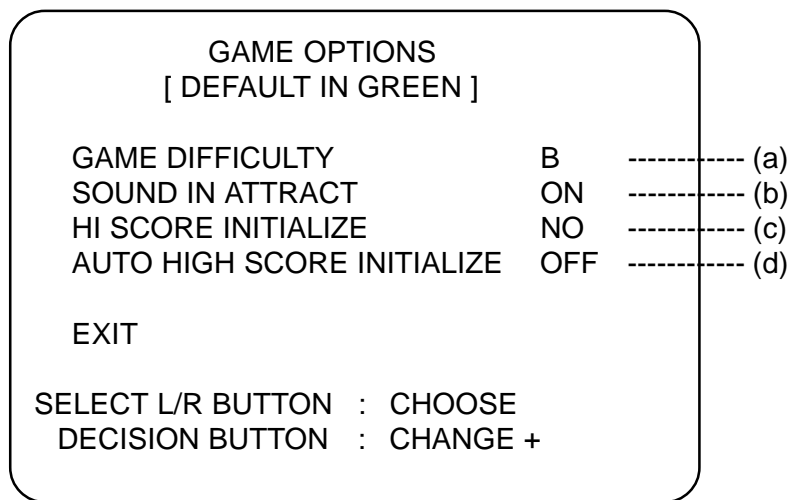 GAME OPTIONS
[ DEFAULT IN GREEN ]
GAME DIFFICULTY B ------------ (a)
SOUND IN ATTRACT ON ------------ (b)
HI SCORE INITIALIZE NO ------------ (c)
AUTO HIGH SCORE INITIALIZE OFF ------------ (d)
EXIT
SELECT L/R BUTTON : CHOOSE
DECISION BUTTON : CHANGE +